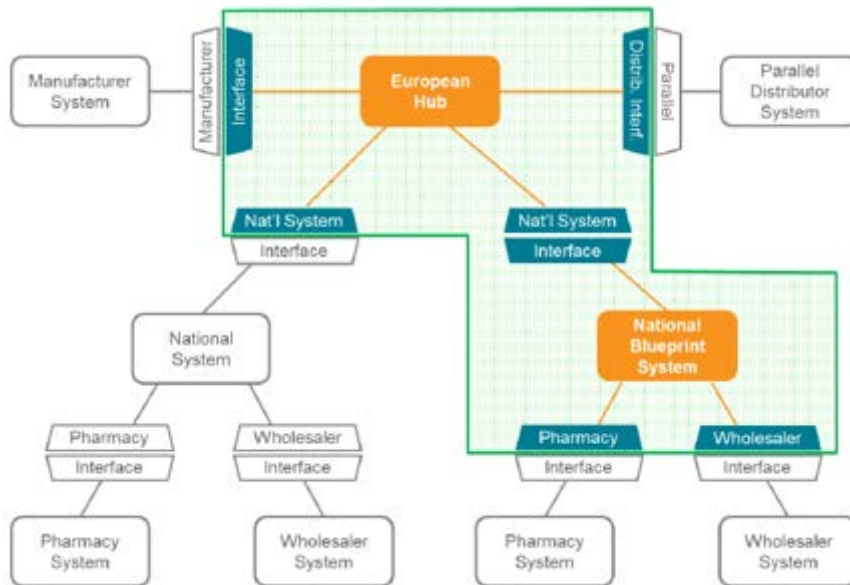 Manufacturer
System
Manufacturer
Interface
European
Hub
Distrib. Interf.
Parallel
Parallel
Distributor
System
Nat'l System
Interface
Nat'l System
Interface
National
System
National
Blueprint
System
Pharmacy
Interface
Wholesaler
Interface
Pharmacy
Interface
Wholesaler
Interface
Pharmacy
System
Wholesaler
System
Pharmacy
System
Wholesaler
System